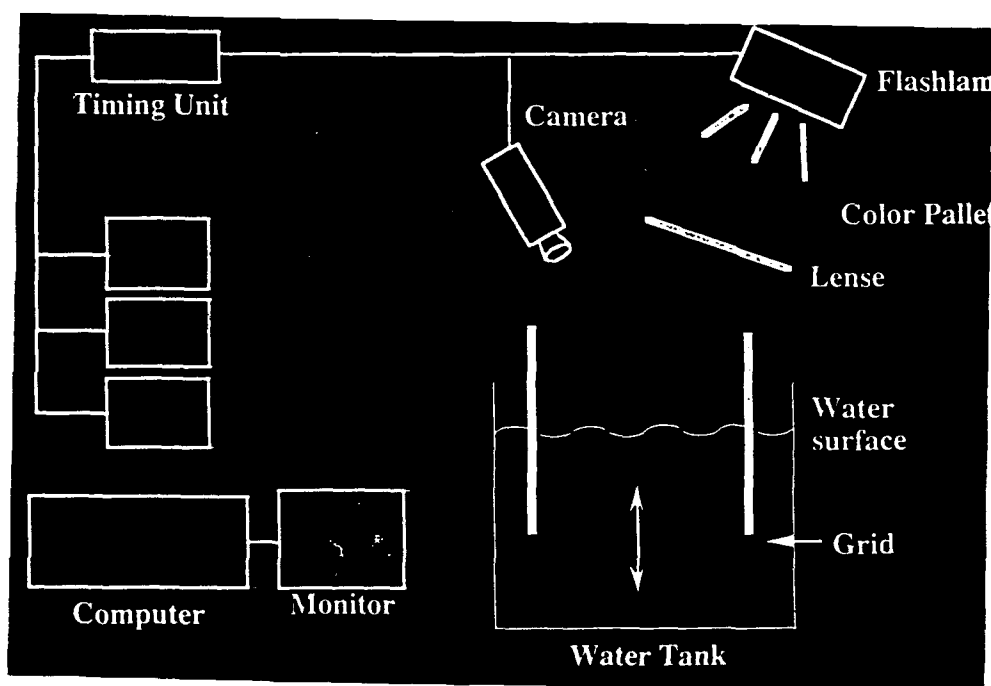 Timing Unit
Camera
Flashlam
Color Pallet
Lense
Water
surface
Grid
Computer
Monitor
Water Tank